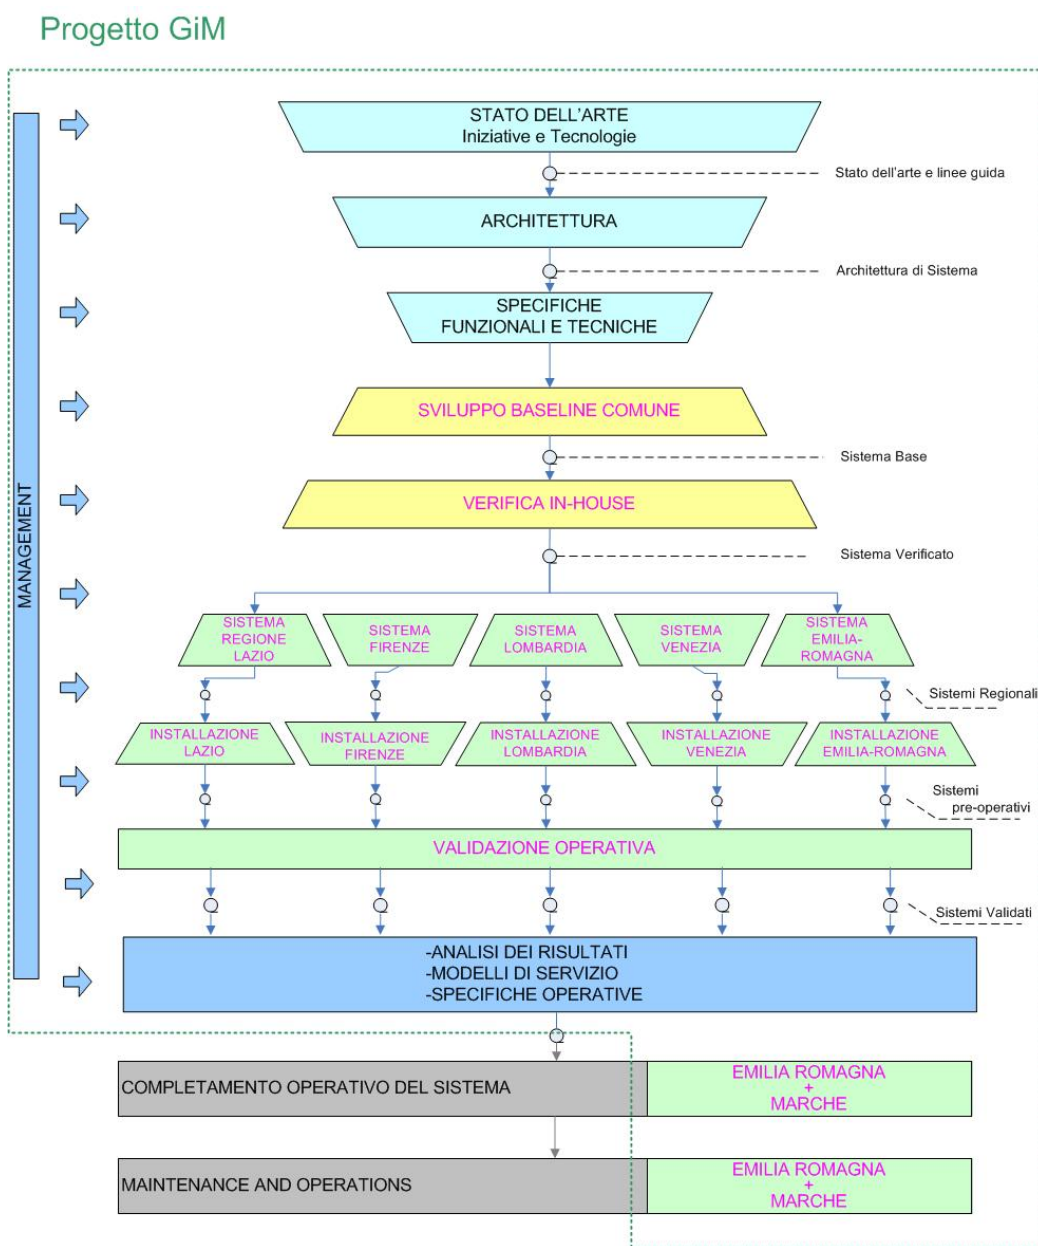 Progetto GiM
STATO DELL'ARTE
Iniziative e Tecnologie
Stato dell'arte e linee guida
ARCHITETTURA
Architettura di Sistema
SPECIFICHE
FUNZIONALI E TECNICHE
SVILUPPO BASELINE COMUNE
Sistema Base
VERIFICA IN-HOUSE
Sistema Verificato
MANAGEMENT
SISTEMA
REGIONE
LAZIO
SISTEMA
FIRENZE
SISTEMA
LOMBARDIA
SISTEMA
VENEZIA
SISTEMA
EMILIA-
ROMAGNA
Sistemi Regionali
INSTALLAZIONE
LAZIO
INSTALLAZIONE
FIRENZE
INSTALLAZIONE
LOMBARDIA
INSTALLAZIONE
VENEZIA
INSTALLAZIONE
EMILIA-ROMAGNA
Sistemi
pre-operativi
VALIDAZIONE OPERATIVA
Sistemi Validati
-ANALISI DEI RISULTATI
-MODELLI DI SERVIZIO
-SPECIFICHE OPERATIVE
COMPLETAMENTO OPERATIVO DEL SISTEMA
EMILIA ROMAGNA
+
MARCHE
MAINTENANCE AND OPERATIONS
EMILIA ROMAGNA
+
MARCHE